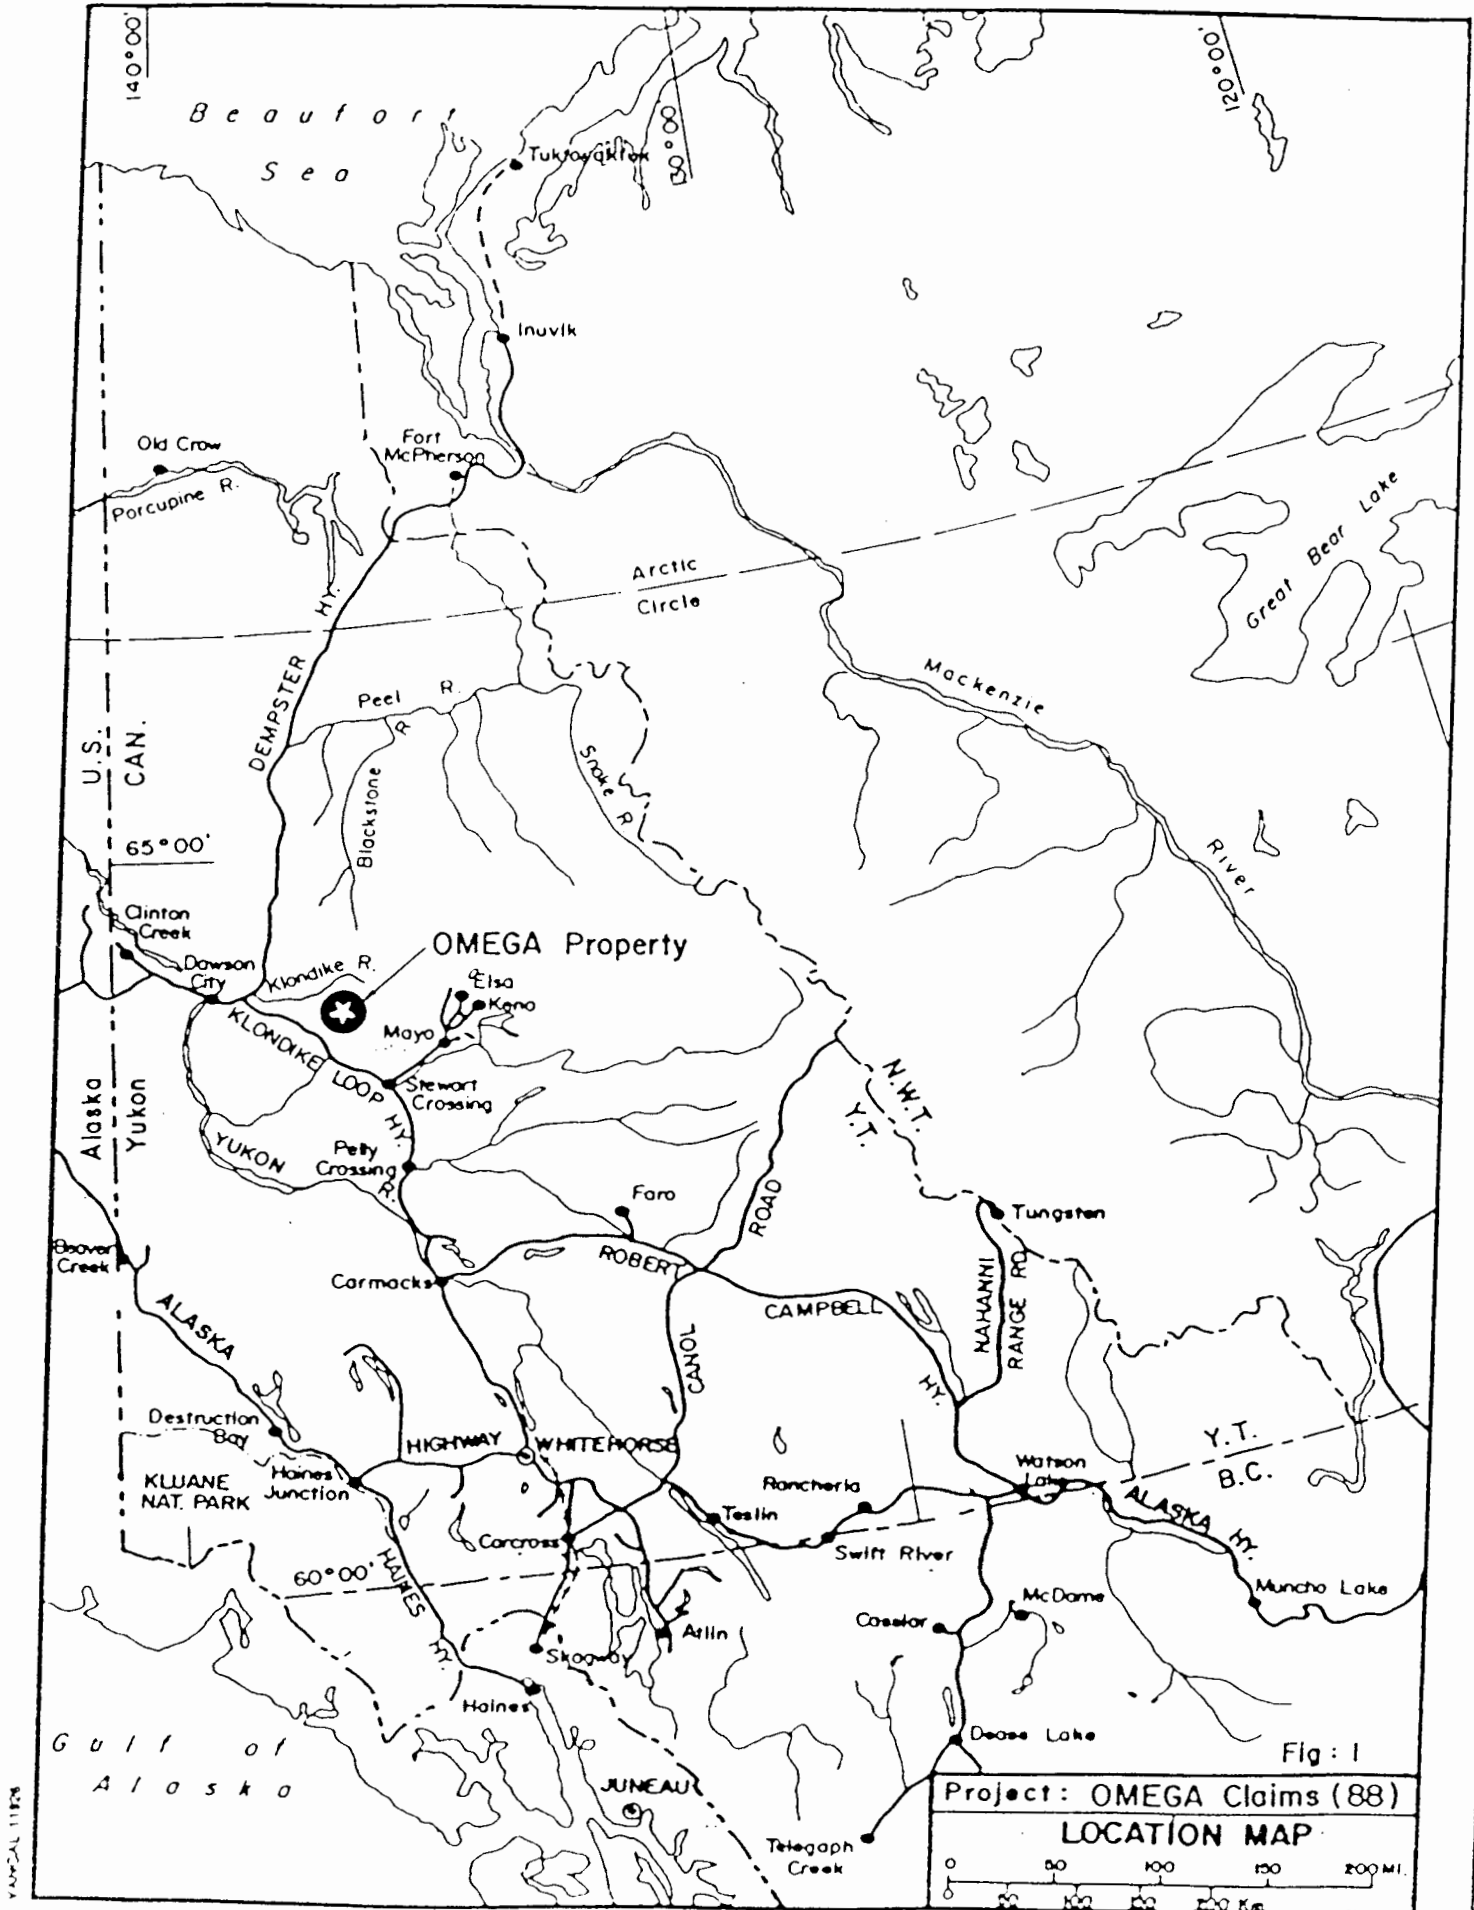 140°00'
130°00'
120°00'
Beaufort
Sea
Tuktoyaktuk
Inuvik
Old Crow
Fort
McPherson
Porcupine R.
Arctic
Circle
Great Bear Lake
DEMPSTER HY.
Peel R.
Mackenzie
River
Blackstone R
Snake R
U.S.
CAN.
65°00'
Clinton
Creek
Dawson
City
Klondike R.
OMEGA Property
Elsa
Keno
Mayo
KLONDIKE LOOP HY.
Stewart
Crossing
Alaska
Yukon
YUKON R.
Pelly
Crossing
N.W.T.
Y.T.
Faro
ROAD
Tungsten
Beaver
Creek
Carmacks
ROBERT
CAMPBELL
HY.
NAHANNI
RANGE RD
ALASKA
CANOL
Destruction
Bay
HIGHWAY
WHITEHORSE
Haines
Junction
KLUANE
NAT. PARK
Rancheria
Watson
Lake
Y.T.
B.C.
Teslin
ALASKA HY.
Carcross
Swift River
60°00'
HAINES HY.
Muncho Lake
McDame
Cassiar
Atlin
Skagway
Haines
Dease Lake
Gulf of
Alaska
JUNEAU
Telegaph
Creek
Fig: 1
Project: OMEGA Claims (88)
LOCATION MAP
0 50 100 150 200 MI.
0 50 100 150 200 Km